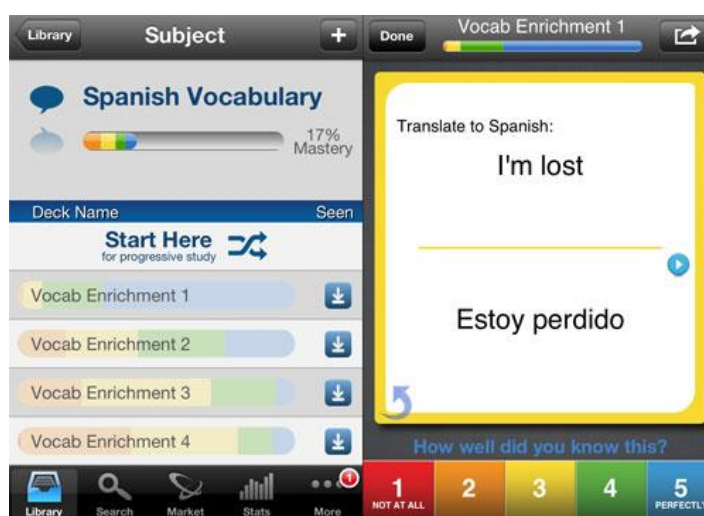 Library
Subject
+
Spanish Vocabulary
17%
Mastery
Deck Name
Seen
Start Here
for progressive study
Vocab Enrichment 1
Vocab Enrichment 2
Vocab Enrichment 3
Vocab Enrichment 4
Library
Search
Market
Stats
More
1
Done
Vocab Enrichment 1
Translate to Spanish:
I'm lost
Estoy perdido
How well did you know this?
1
NOT AT ALL
2
3
4
5
PERFECTLY